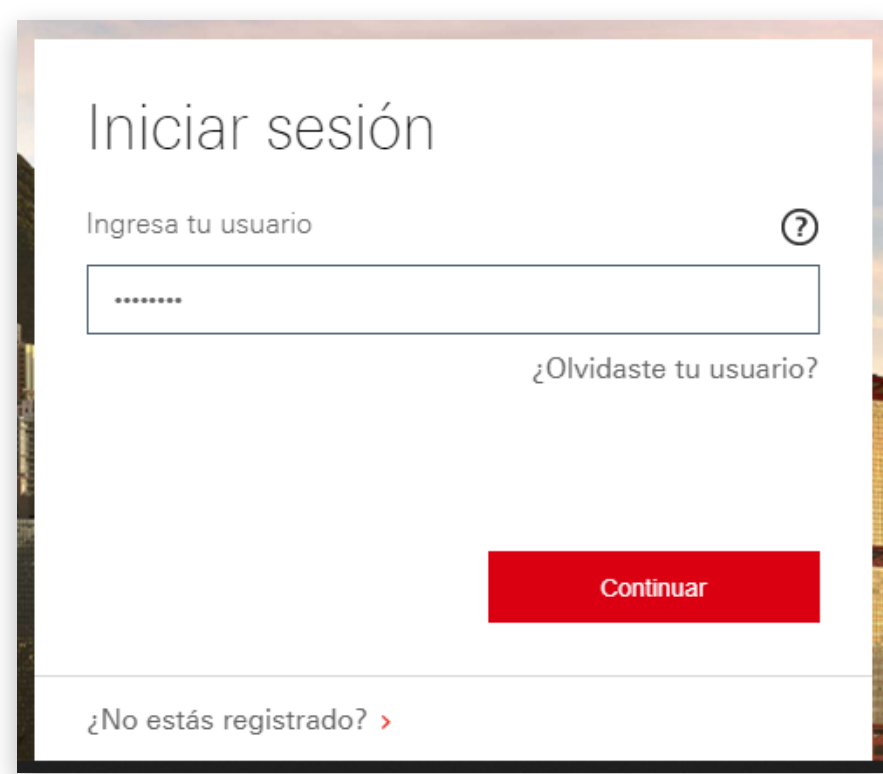 Iniciar sesión
Ingresa tu usuario
?
••••••••
¿Olvidaste tu usuario?
Continuar
¿No estás registrado? ›